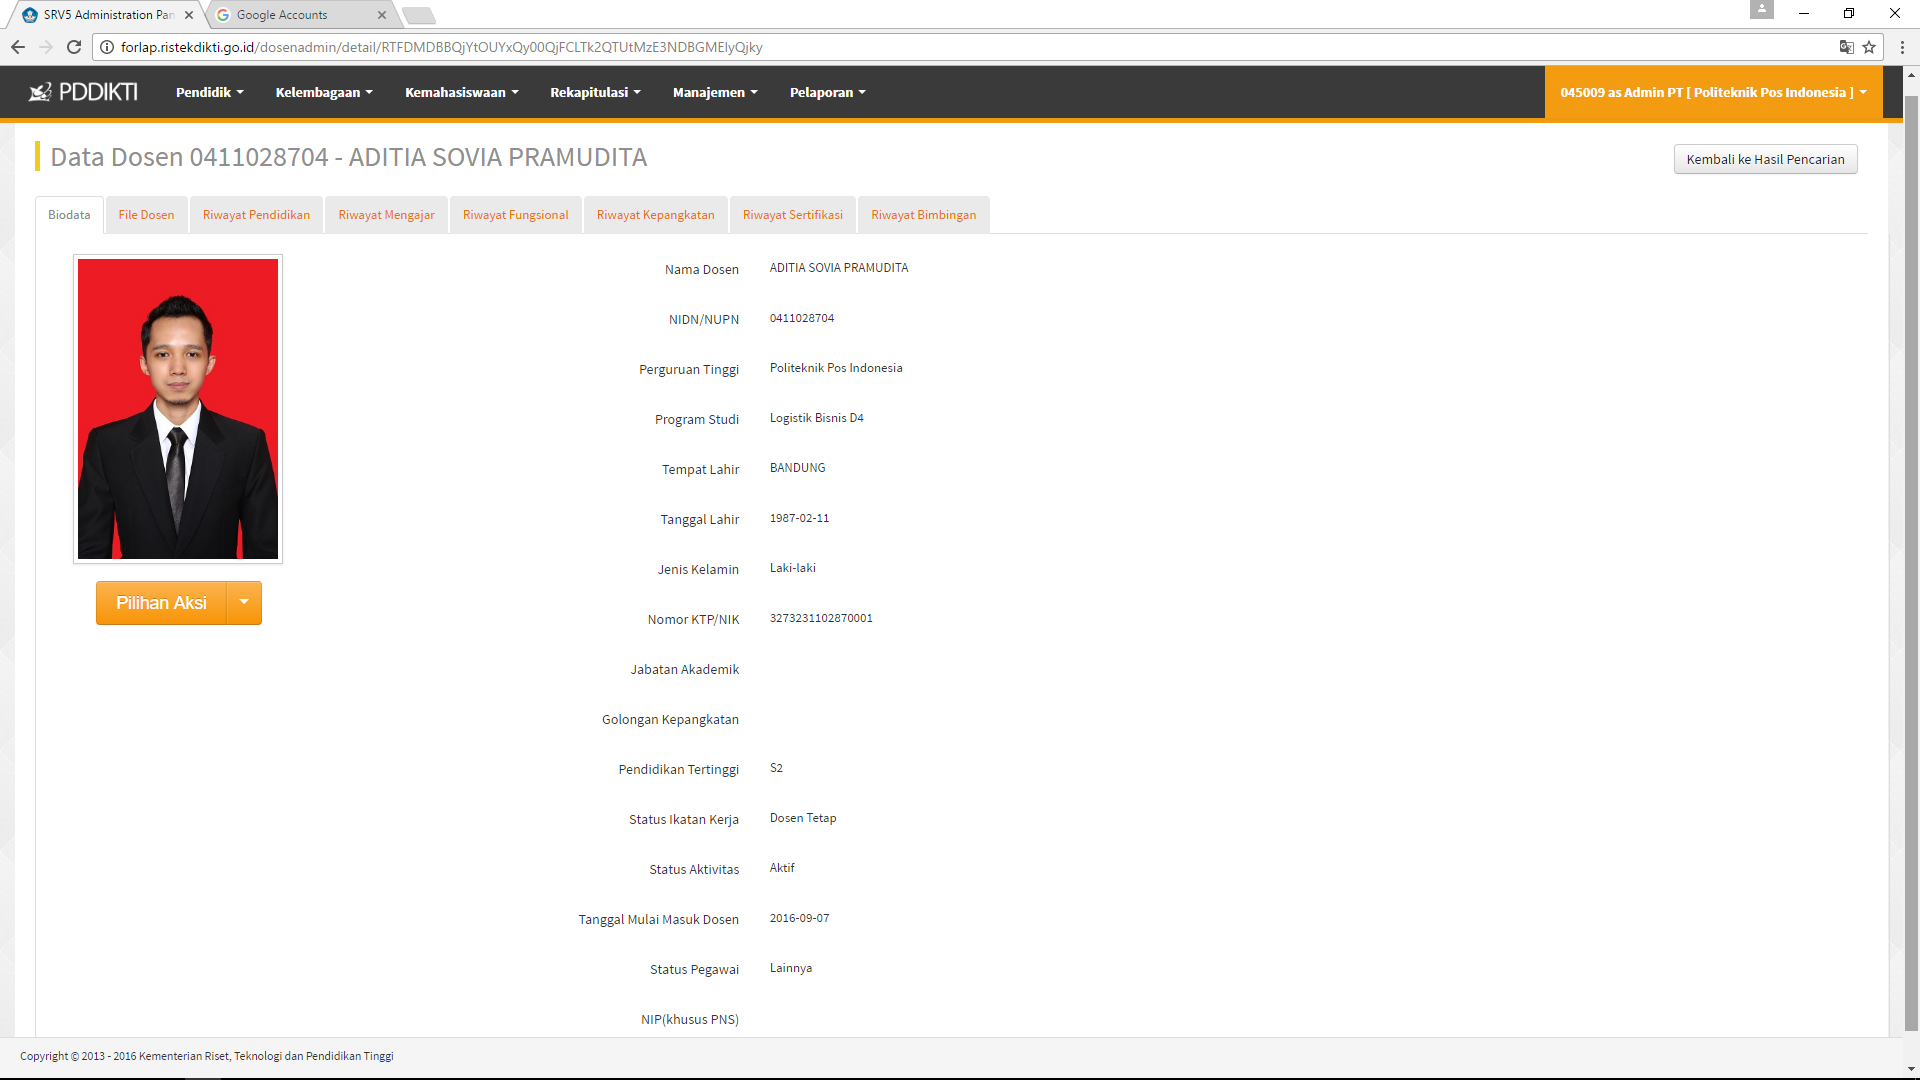 SRV5 Administration Pan
Google Accounts
forlap.ristekdikti.go.id/dosenadmin/detail/RTFDMDBBQjYtOUYxQy00QjFCLTk2QTUtMzE3NDBGMEIyQjky
PDDIKTI Pendidik Kelembagaan Kemahasiswaan Rekapitulasi Manajemen Pelaporan 045009 as Admin PT [ Politeknik Pos Indonesia ]
Data Dosen 0411028704 - ADITIA SOVIA PRAMUDITA
Kembali ke Hasil Pencarian
Biodata File Dosen Riwayat Pendidikan Riwayat Mengajar Riwayat Fungsional Riwayat Kepangkatan Riwayat Sertifikasi Riwayat Bimbingan
Nama Dosen ADITIA SOVIA PRAMUDITA
NIDN/NUPN 0411028704
Perguruan Tinggi Politeknik Pos Indonesia
Program Studi Logistik Bisnis D4
Tempat Lahir BANDUNG
Tanggal Lahir 1987-02-11
Jenis Kelamin Laki-laki
Pilihan Aksi
Nomor KTP/NIK 3273231102870001
Jabatan Akademik
Golongan Kepangkatan
Pendidikan Tertinggi S2
Status Ikatan Kerja Dosen Tetap
Status Aktivitas Aktif
Tanggal Mulai Masuk Dosen 2016-09-07
Status Pegawai Lainnya
NIP(khusus PNS)
Copyright © 2013 - 2016 Kementerian Riset, Teknologi dan Pendidikan Tinggi